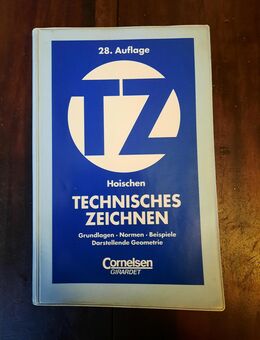 28. Auflage
TZ
Hoischen
TECHNISCHES
ZEICHNEN
Grundlagen · Normen · Beispiele
Darstellende Geometrie
Cornelsen
GIRARDET